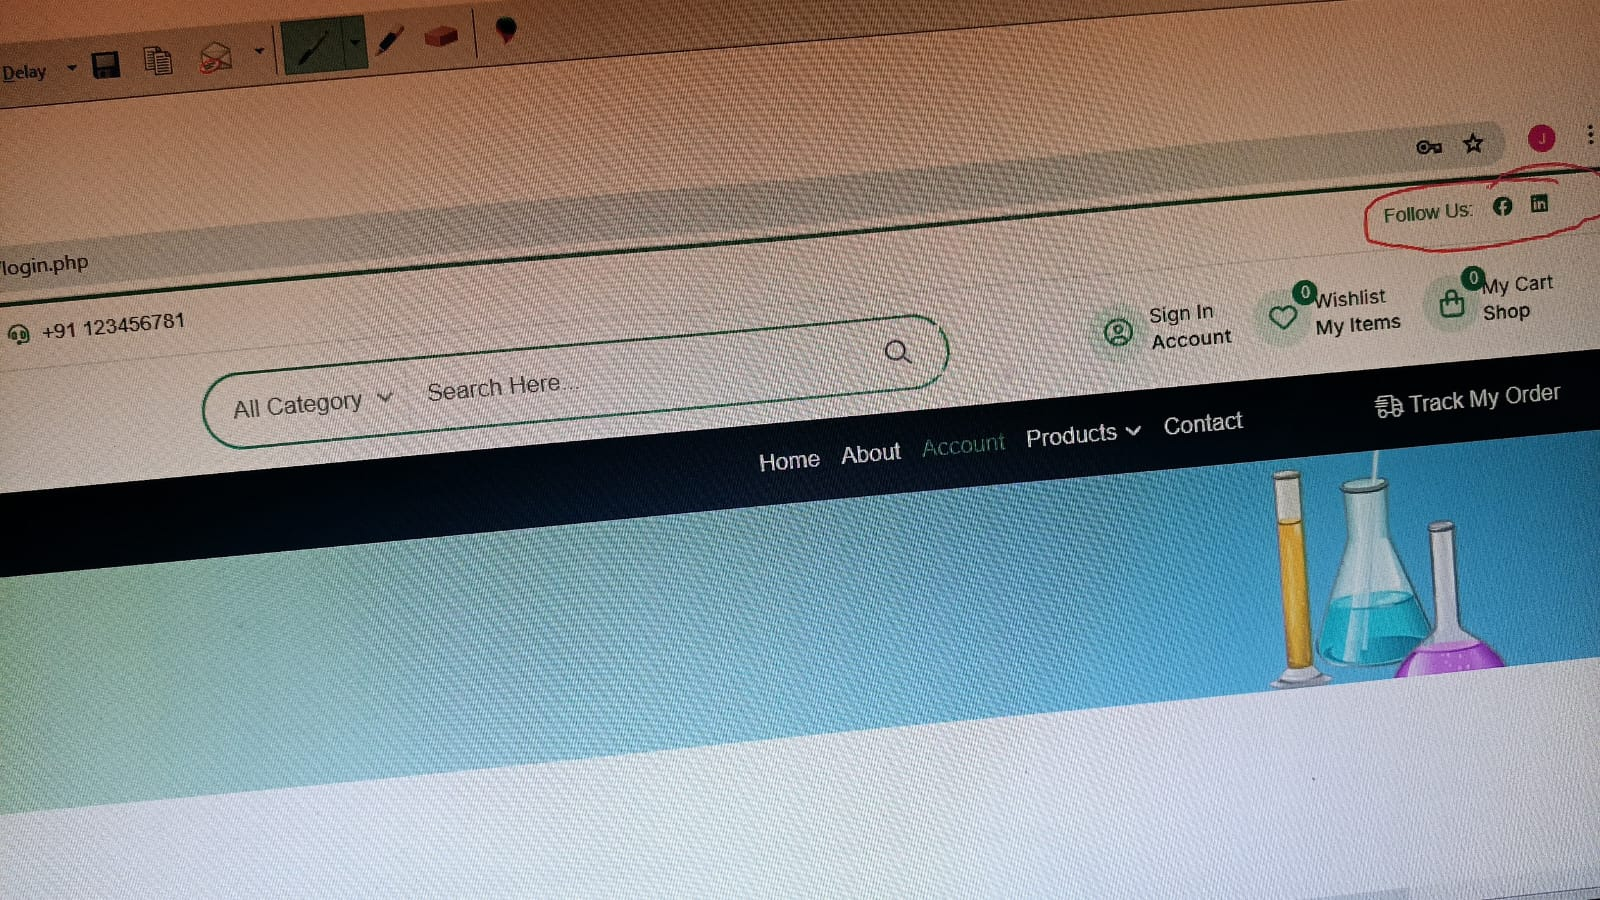 Delay
J
/login.php
Follow Us:
+91 123456781
All Category
Search Here...
Sign In
Account
0
Wishlist
My Items
0
My Cart
Shop
Home About Account Products Contact
Track My Order